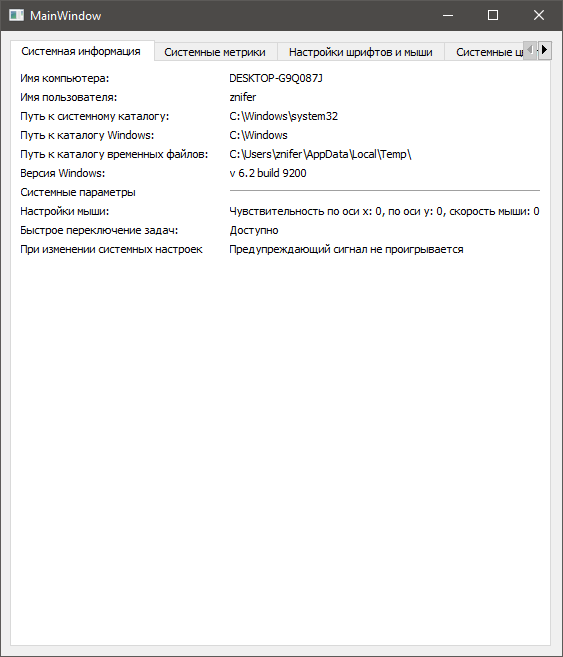 MainWindow
Системная информация Системные метрики Настройки шрифтов и мыши Системные
Имя компьютера: DESKTOP-G9Q087J
Имя пользователя: znifer
Путь к системному каталогу: C:\Windows\system32
Путь к каталогу Windows: C:\Windows
Путь к каталогу временных файлов: C:\Users\znifer\AppData\Local\Temp\
Версия Windows: v 6.2 build 9200
Системные параметры
Настройки мыши: Чувствительность по оси x: 0, по оси y: 0, скорость мыши: 0
Быстрое переключение задач: Доступно
При изменении системных настроек Предупреждающий сигнал не проигрывается